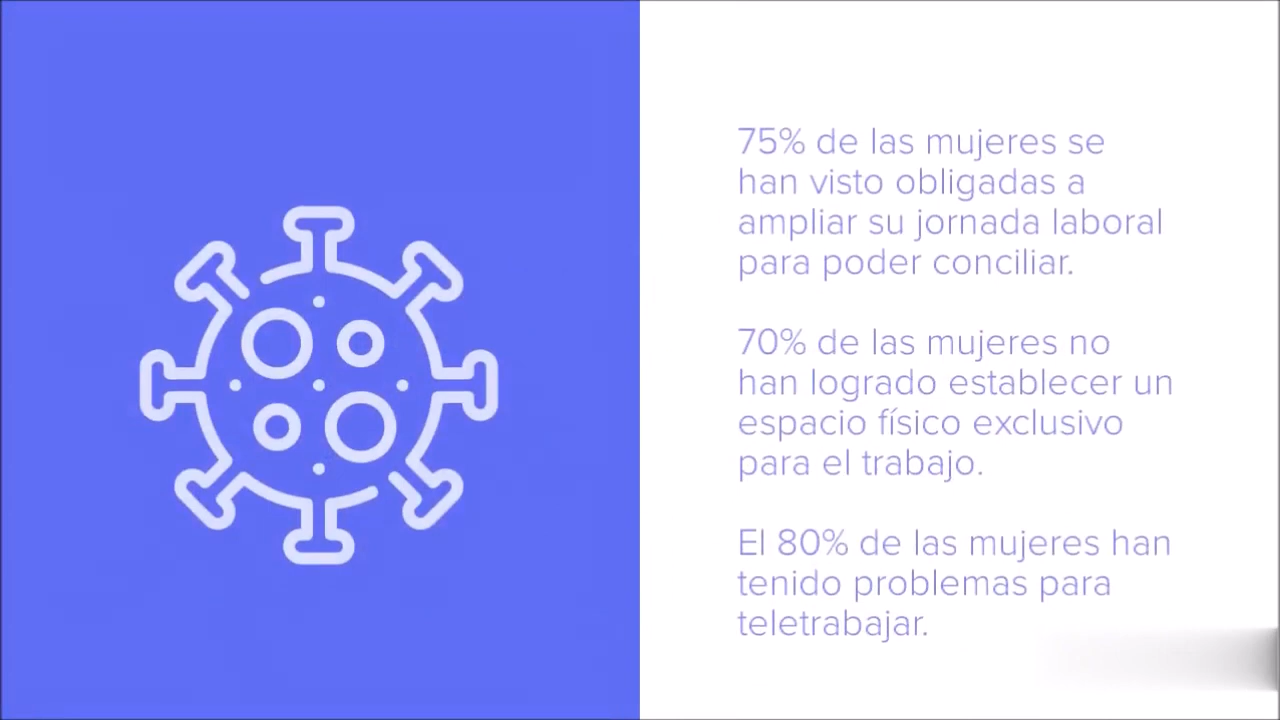 75% de las mujeres se
han visto obligadas a
ampliar su jornada laboral
para poder conciliar.
70% de las mujeres no
han logrado establecer un
espacio físico exclusivo
para el trabajo.
El 80% de las mujeres han
tenido problemas para
teletrabajar.